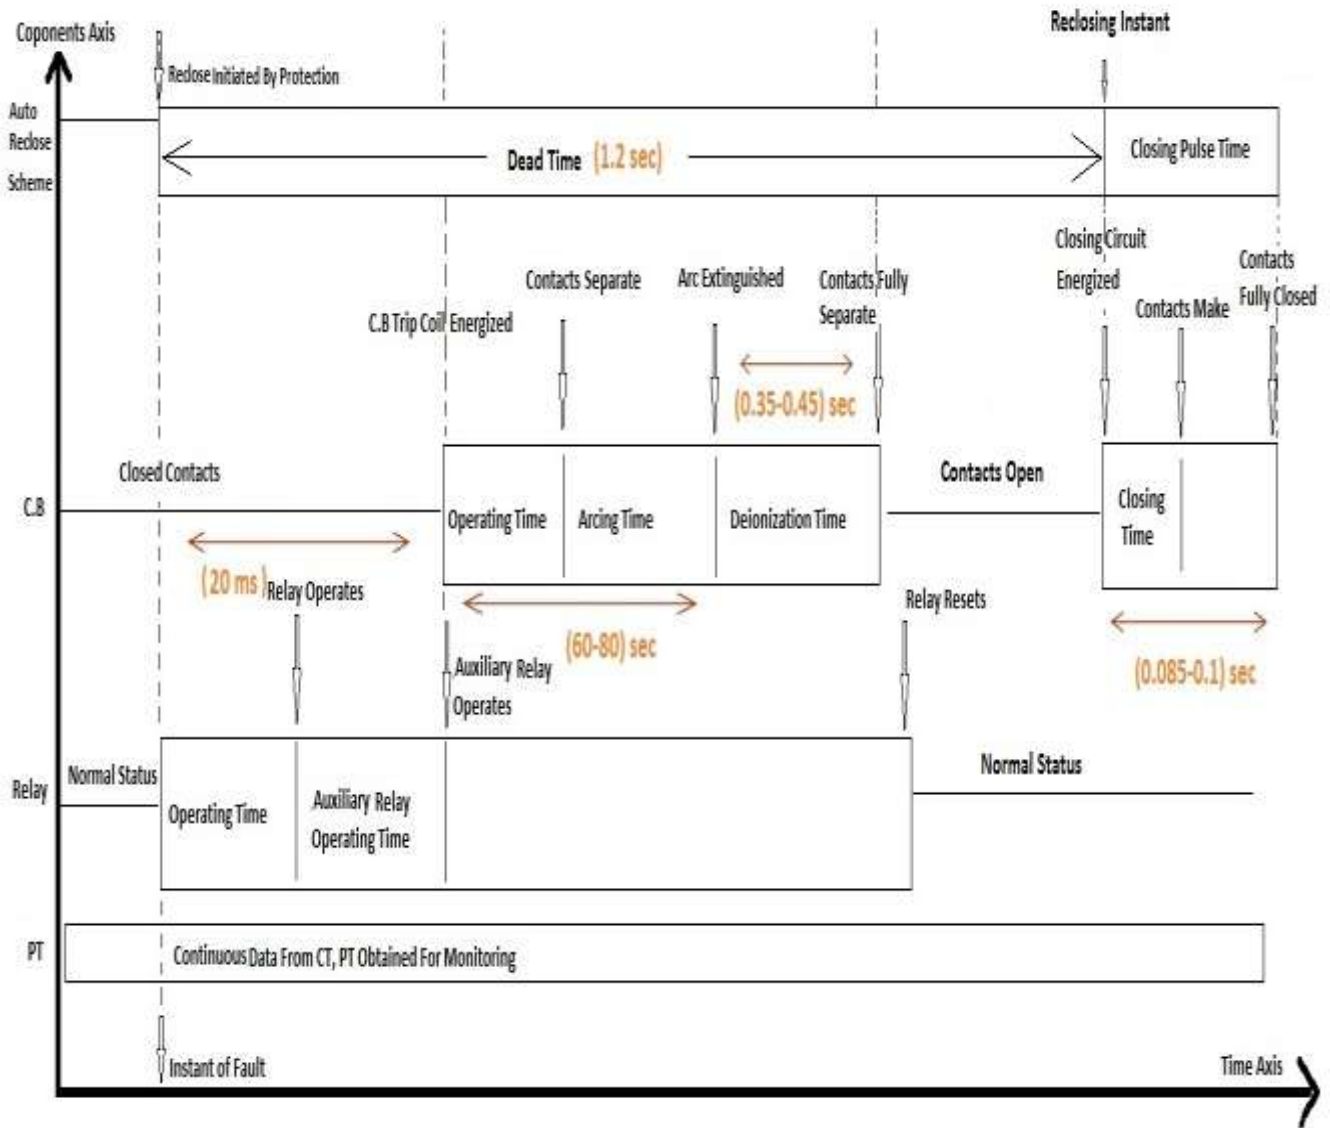 Coponents Axis
Reclosing Instant
Reclose Initiated By Protection
Auto
Reclose
Scheme
Dead Time (1.2 sec)
Closing Pulse Time
Closing Circuit
Energized
Contacts
Fully Closed
Contacts Separate
Arc Extinguished
Contacts Fully
Separate
Contacts Make
C.B Trip Coil Energized
(0.35-0.45) sec
Closed Contacts
Contacts Open
C.B
Operating Time
Arcing Time
Deionization Time
Closing
Time
(20 ms)
Relay Operates
Relay Resets
(60-80) sec
Auxiliary Relay
Operates
(0.085-0.1) sec
Normal Status
Normal Status
Relay
Operating Time
Auxiliary Relay
Operating Time
PT
Continuous Data From CT, PT Obtained For Monitoring
Instant of Fault
Time Axis